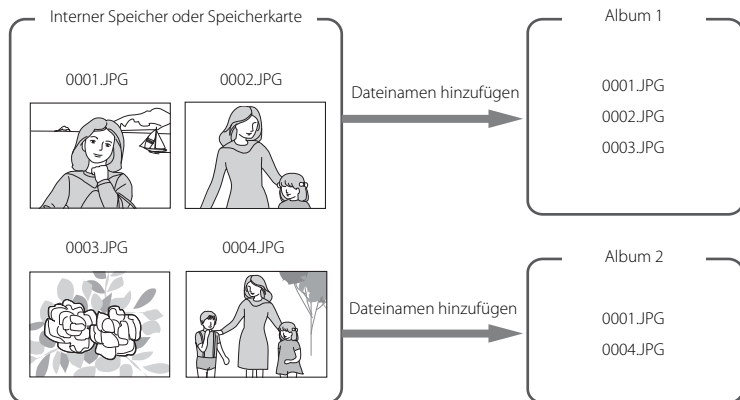 Interner Speicher oder Speicherkarte
0001.JPG
0002.JPG
0003.JPG
0004.JPG
Dateinamen hinzufügen
Dateinamen hinzufügen
Album 1
0001.JPG
0002.JPG
0003.JPG
Album 2
0001.JPG
0004.JPG